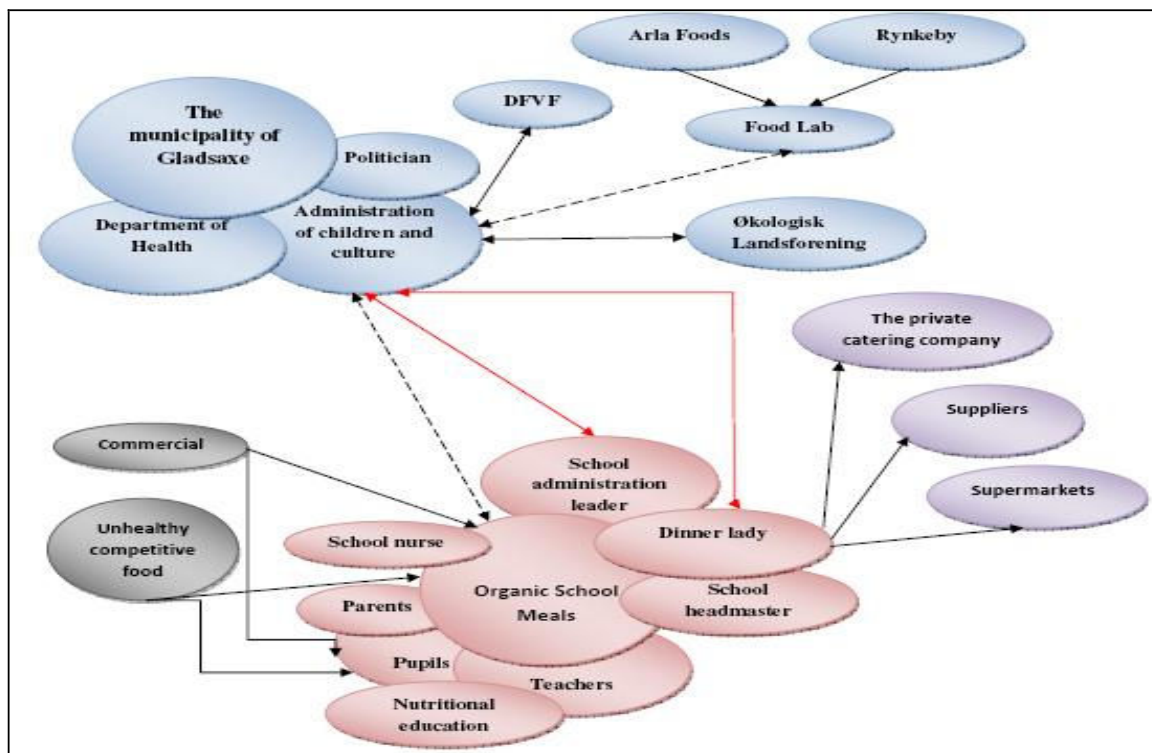 Arla Foods
Rynkeby
DFVF
Food Lab
The
municipality of
Gladsaxe
Politician
Department of
Health
Administration
of children and
culture
Økologisk
Landsforening
The private
catering company
Suppliers
Supermarkets
Commercial
Unhealthy
competitive
food
School
administration
leader
Dinner lady
School nurse
Organic School
Meals
School
headmaster
Parents
Pupils
Teachers
Nutritional
education